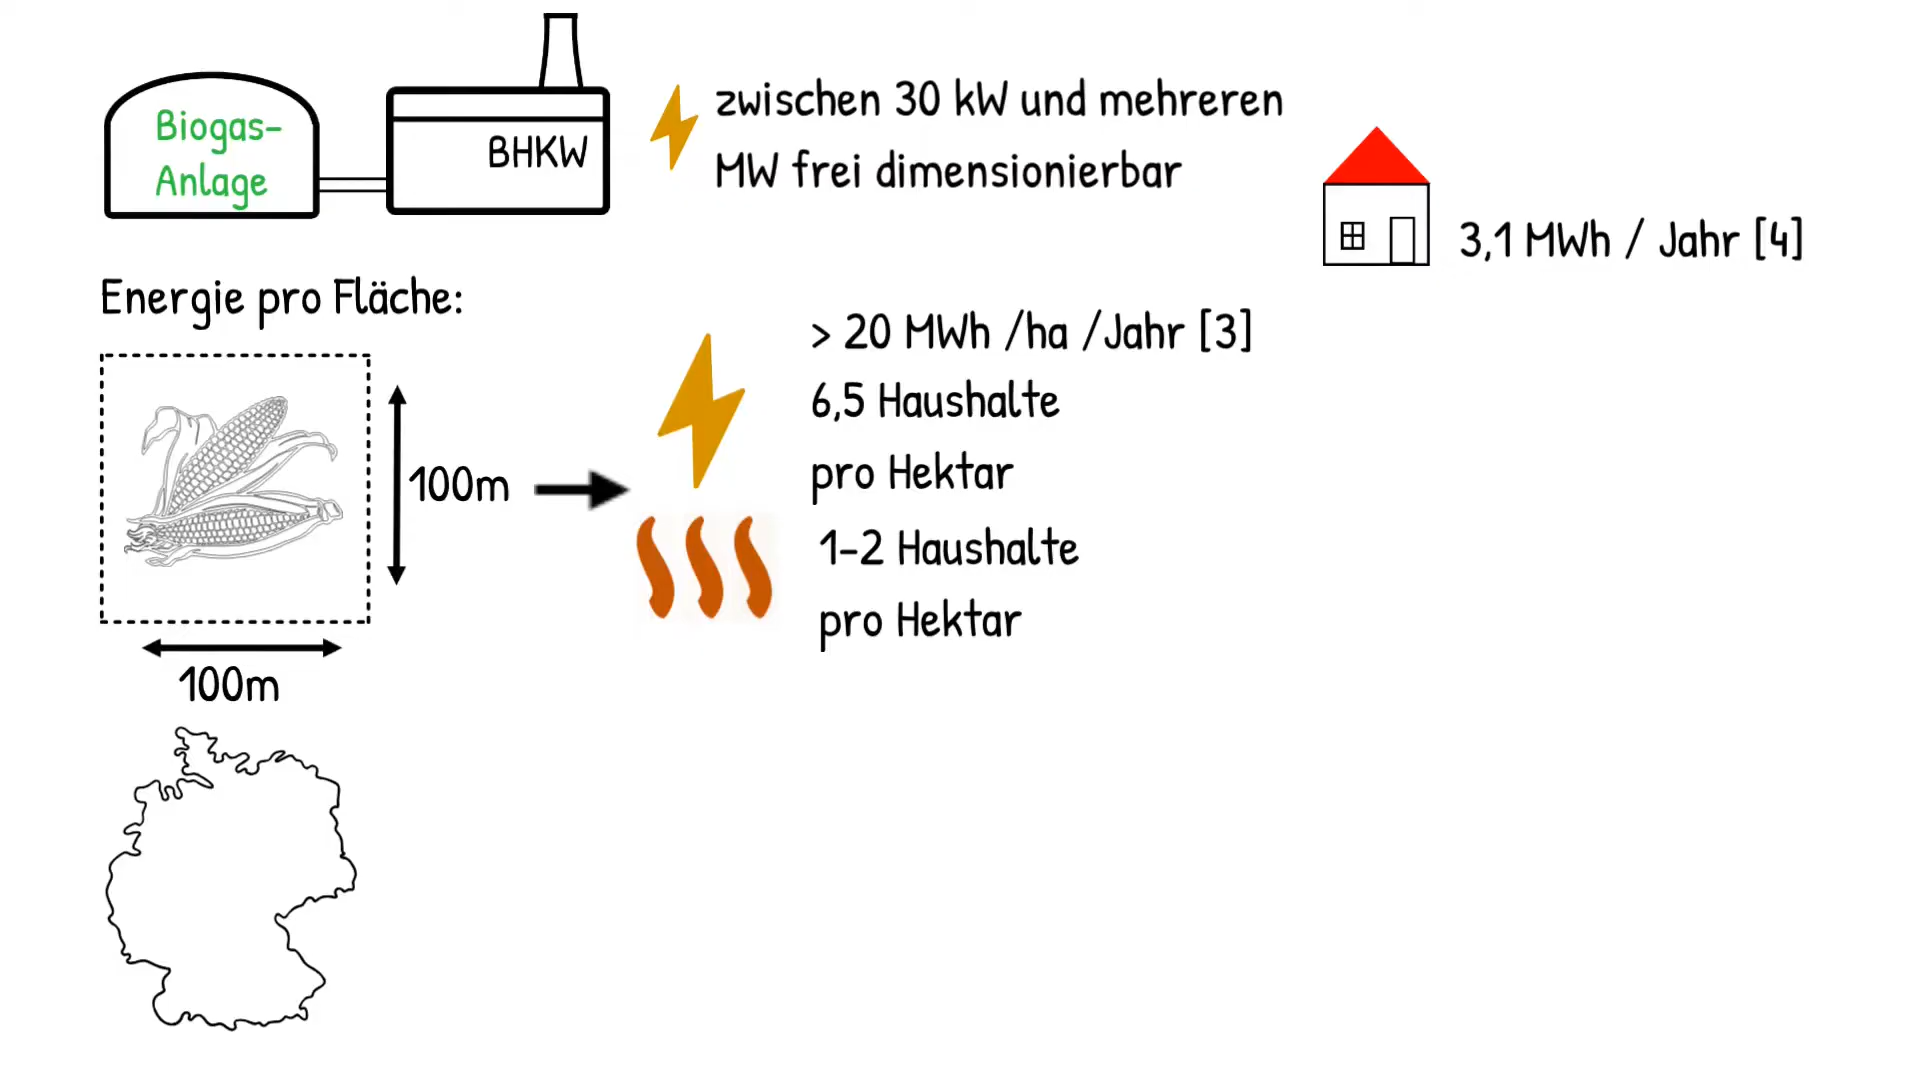 Biogas-
Anlage
BHKW
zwischen 30 kW und mehreren
MW frei dimensionierbar
3,1 MWh / Jahr [4]
Energie pro Fläche:
> 20 MWh /ha /Jahr [3]
6,5 Haushalte
pro Hektar
100m
1-2 Haushalte
pro Hektar
100m